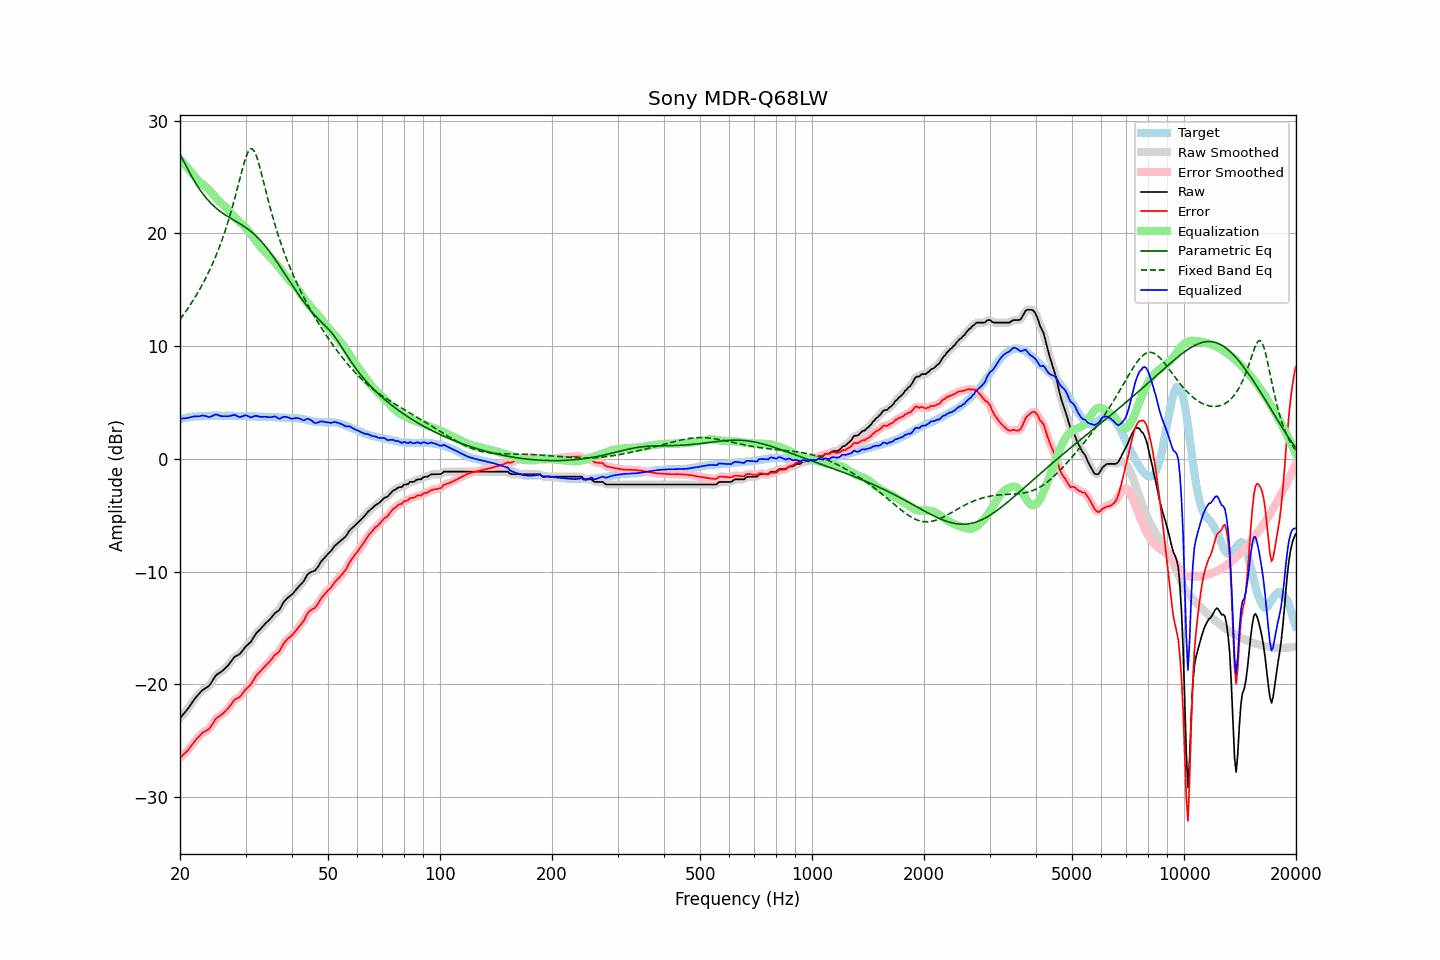 Sony MDR-Q68LW
Target
Raw Smoothed
Error Smoothed
Raw
Error
Equalization
Parametric Eq
Fixed Band Eq
Equalized
Amplitude (dBr)
30
20
10
0
−10
−20
−30
20 50 100 200 500 1000 2000 5000 10000 20000
Frequency (Hz)